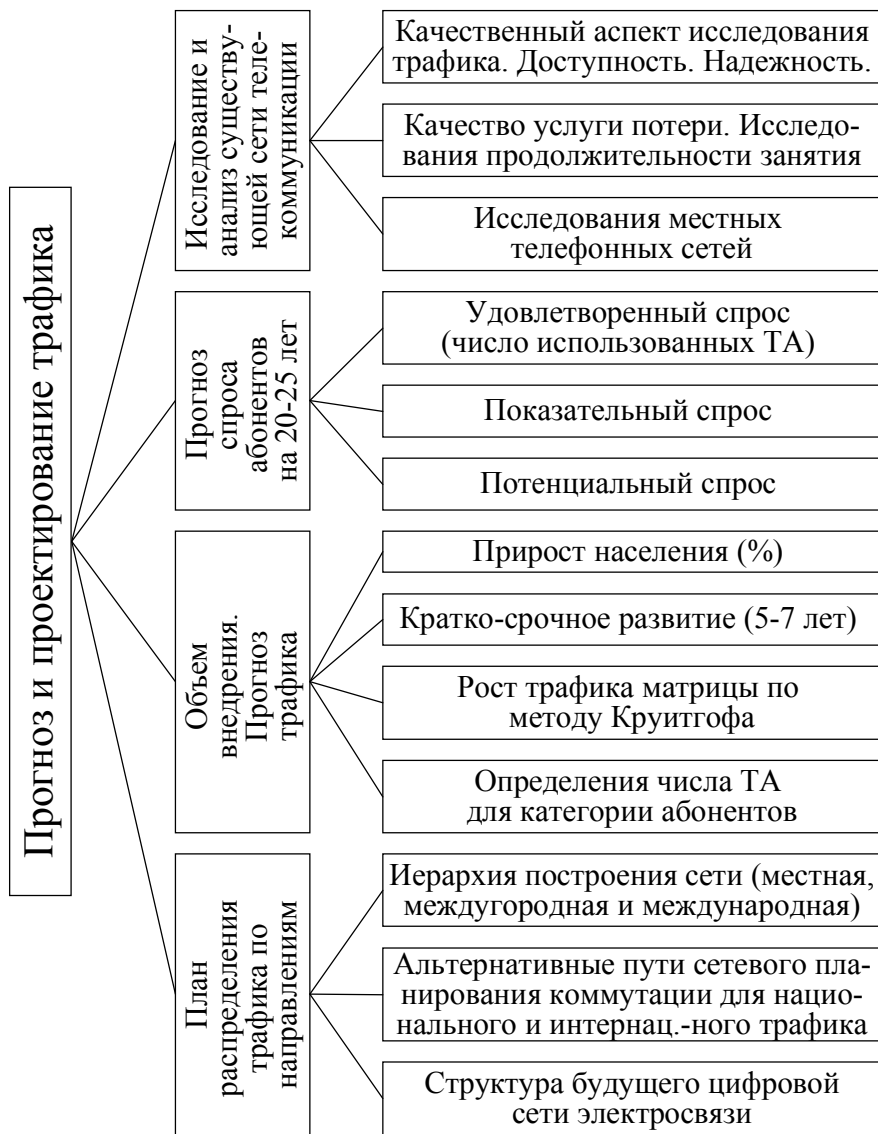 Прогноз и проектирование трафика
Исследование и
анализ существу-
ющей сети теле-
коммуникации
Качественный аспект исследования
трафика. Доступность. Надежность.
Качество услуги потери. Исследо-
вания продолжительности занятия
Исследования местных
телефонных сетей
Прогноз
спроса
абонентов
на 20-25 лет
Удовлетворенный спрос
(число использованных ТА)
Показательный спрос
Потенциальный спрос
Объем
внедрения.
Прогноз
трафика
Прирост населения (%)
Кратко-срочное развитие (5-7 лет)
Рост трафика матрицы по
методу Круитгофа
Определения числа ТА
для категории абонентов
План
распределения
трафика по
направлениям
Иерархия построения сети (местная,
междугородная и международная)
Альтернативные пути сетевого пла-
нирования коммутации для нацио-
нального и интернац.-ного трафика
Структура будущего цифровой
сети электросвязи